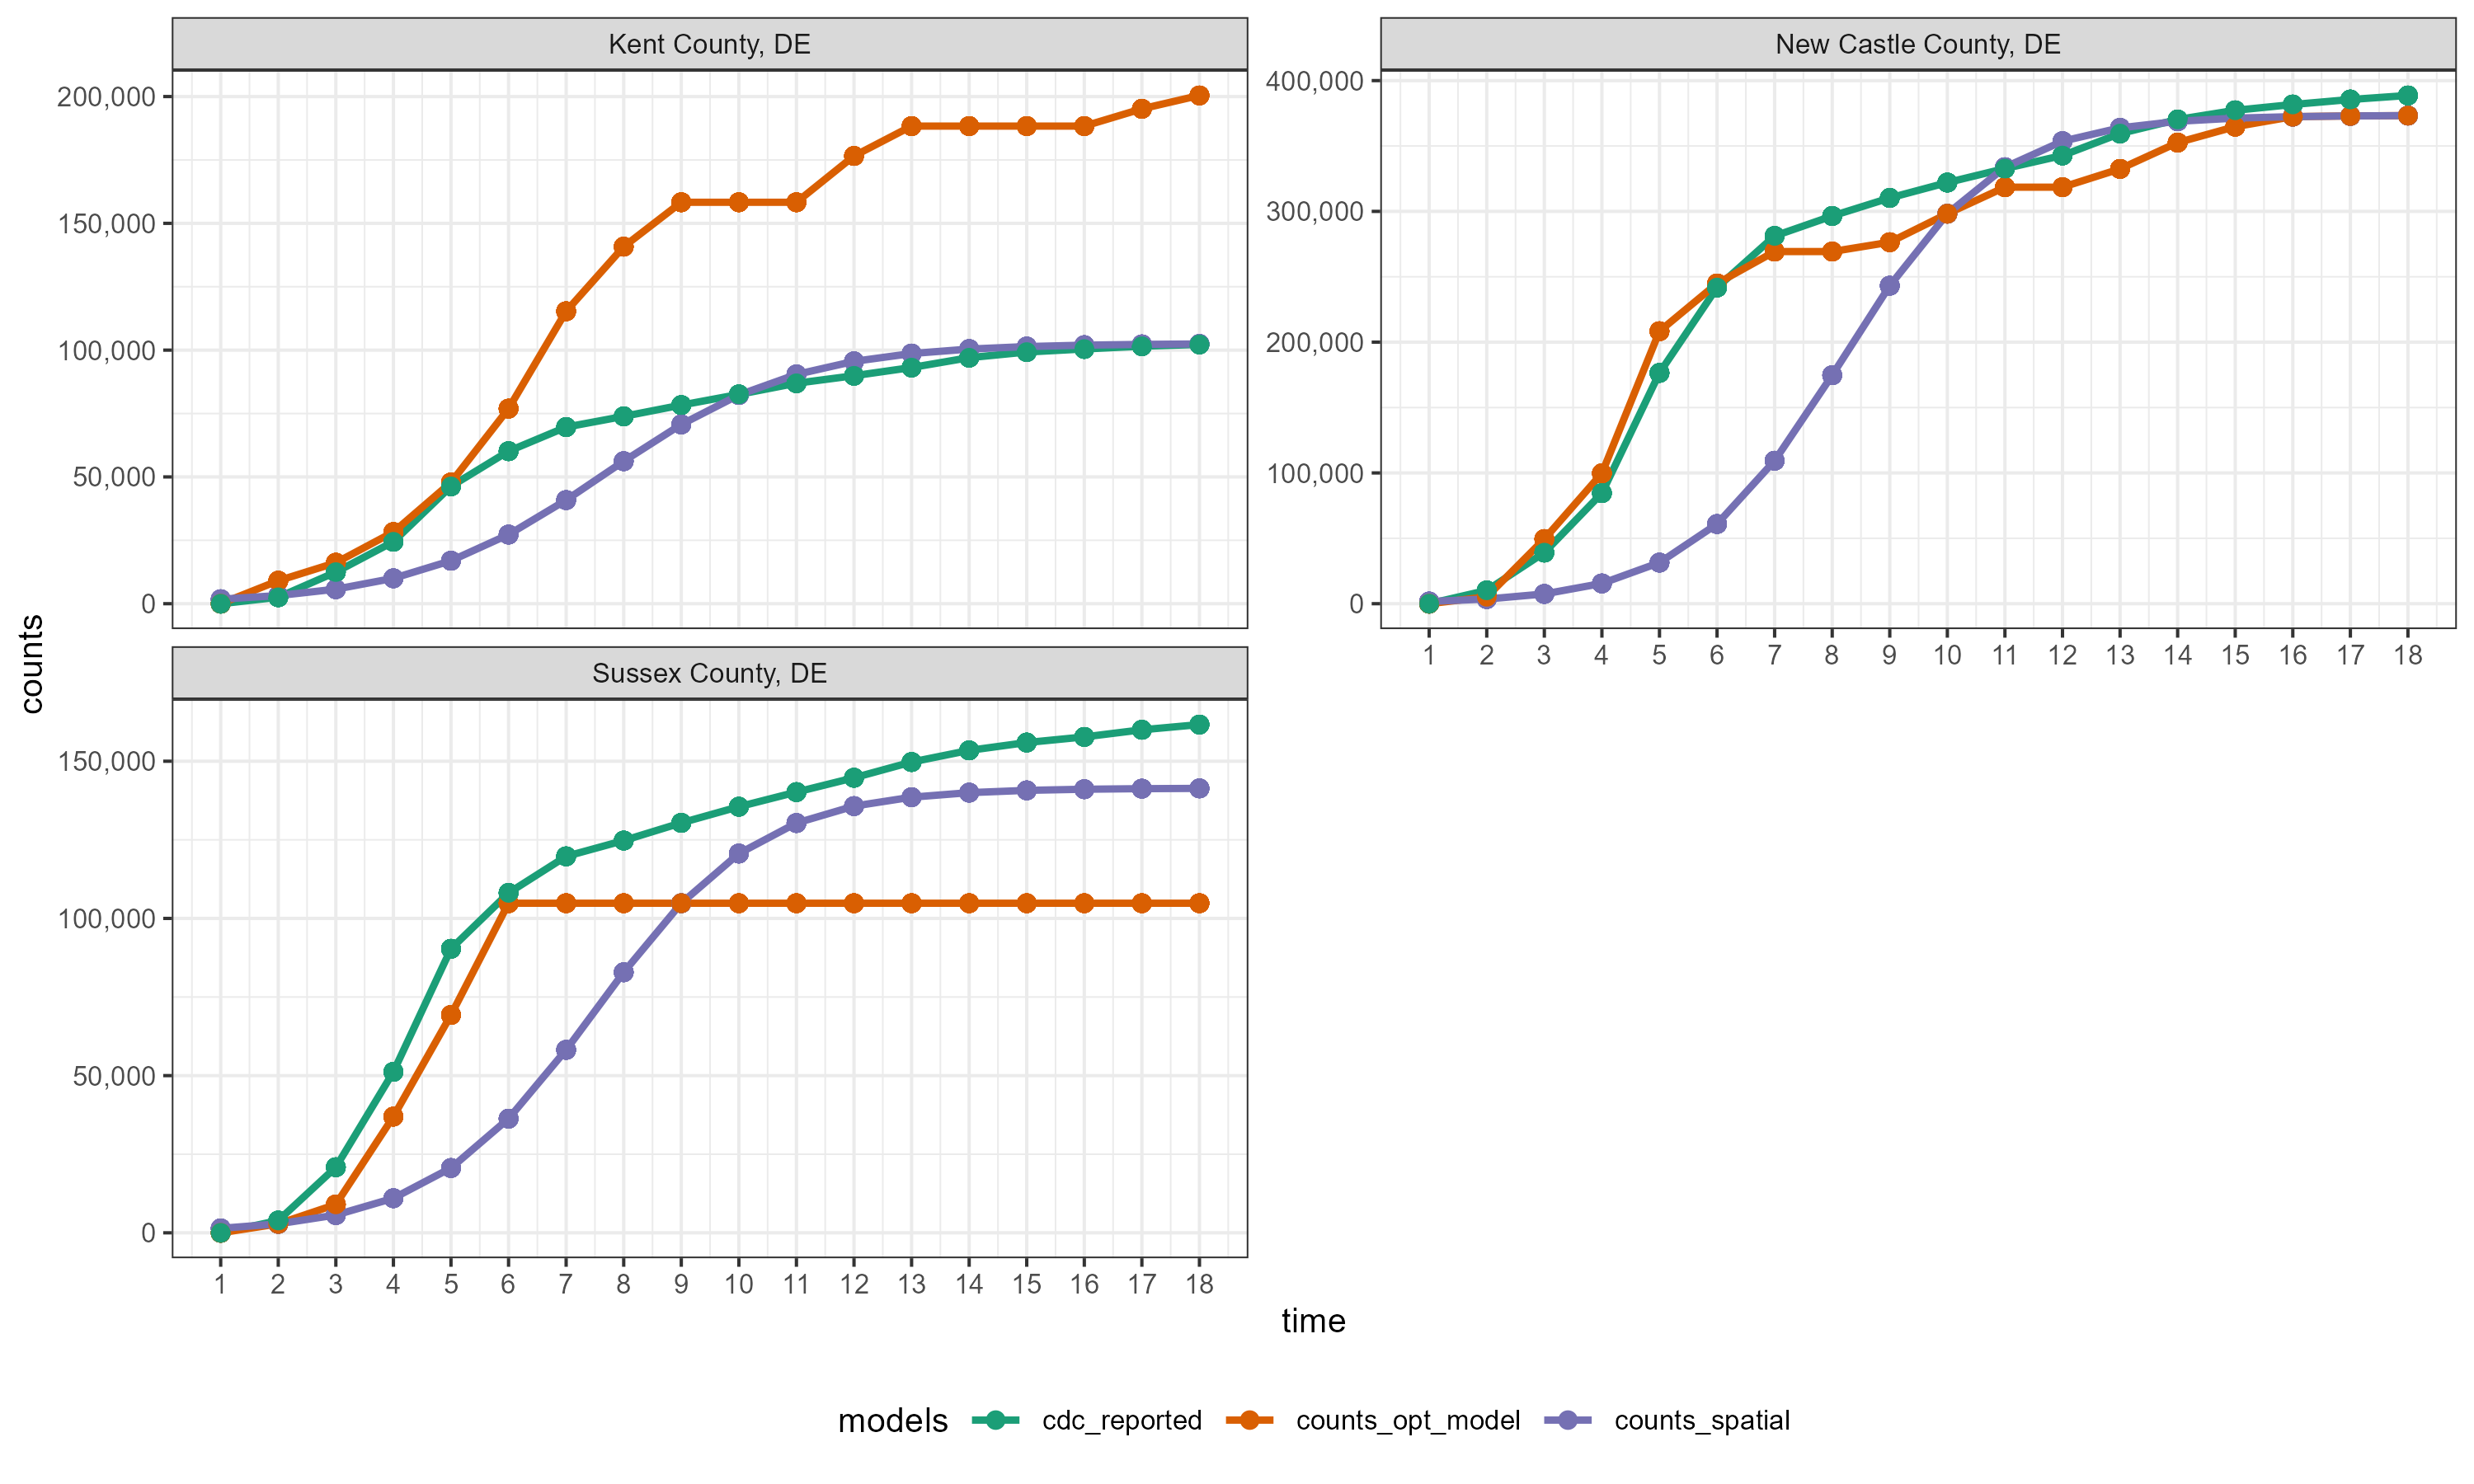 Kent County, DE
200,000
150,000
100,000
50,000
0
New Castle County, DE
400,000
300,000
200,000
100,000
0
1 2 3 4 5 6 7 8 9 10 11 12 13 14 15 16 17 18
counts
Sussex County, DE
150,000
100,000
50,000
0
1 2 3 4 5 6 7 8 9 10 11 12 13 14 15 16 17 18
time
models cdc_reported counts_opt_model counts_spatial